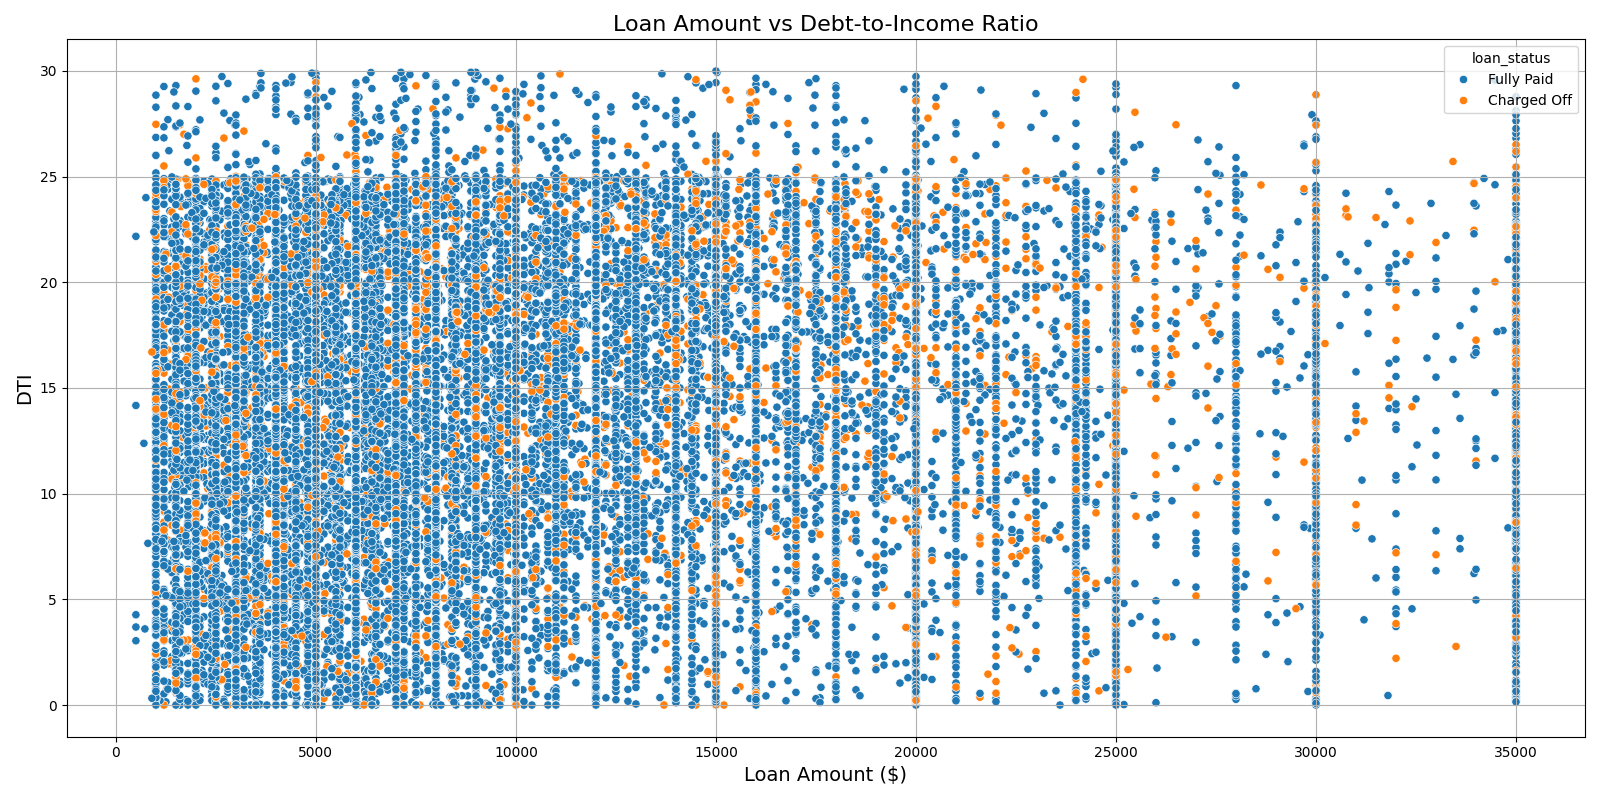 Loan Amount vs Debt-to-Income Ratio
loan_status
Fully Paid
Charged Off
DTI
30
25
20
15
10
5
0
0 5000 10000 15000 20000 25000 30000 35000
Loan Amount ($)